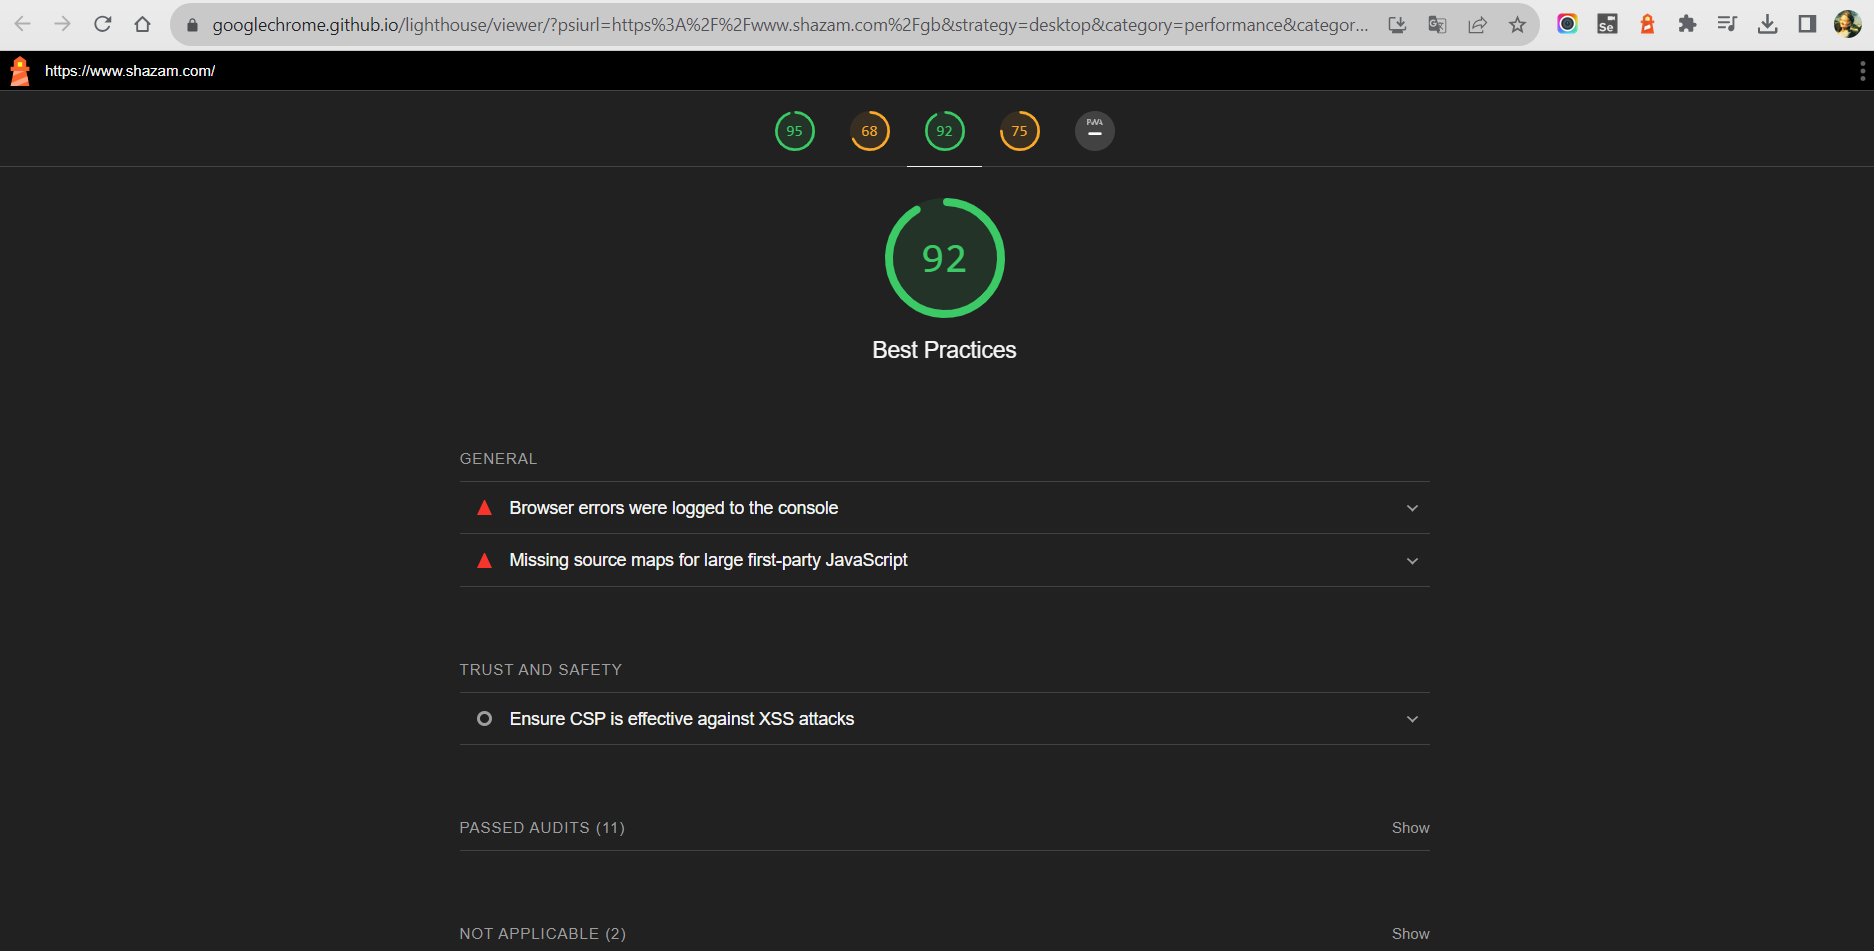 googlechrome.github.io/lighthouse/viewer/?psiurl=https%3A%2F%2Fwww.shazam.com%2Fgb&strategy=desktop&category=performance&categor...
Se
https://www.shazam.com/
95
68
92
75
PWA
92
Best Practices
GENERAL
Browser errors were logged to the console
Missing source maps for large first-party JavaScript
TRUST AND SAFETY
Ensure CSP is effective against XSS attacks
PASSED AUDITS (11)
Show
NOT APPLICABLE (2)
Show